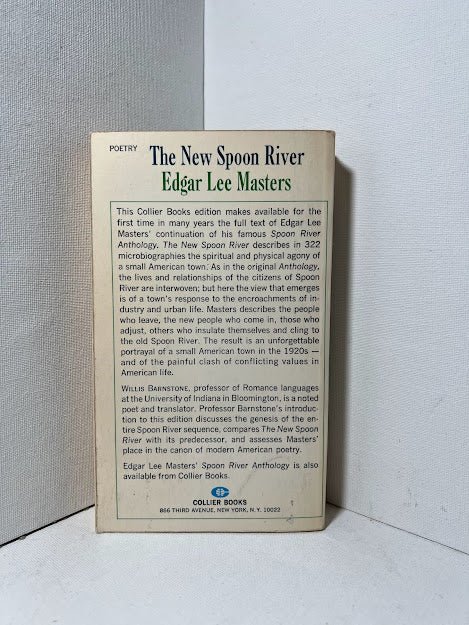 POETRY
The New Spoon River
Edgar Lee Masters
This Collier Books edition makes available for the
first time in many years the full text of Edgar Lee
Masters' continuation of his famous Spoon River
Anthology. The New Spoon River describes in 322
microbiographies the spiritual and physical agony of
a small American town. As in the original Anthology,
the lives and relationships of the citizens of Spoon
River are interwoven; but here the view that emerges
is of a town's response to the encroachments of in-
dustry and urban life. Masters describes the people
who leave, the new people who come in, those who
adjust, others who insulate themselves and cling to
the old Spoon River. The result is an unforgettable
portrayal of a small American town in the 1920s —
and of the painful clash of conflicting values in
American life.
WILLIS BARNSTONE, professor of Romance languages
at the University of Indiana in Bloomington, is a noted
poet and translator. Professor Barnstone's introduc-
tion to this edition discusses the genesis of the en-
tire Spoon River sequence, compares The New Spoon
River with its predecessor, and assesses Masters'
place in the canon of modern American poetry.
Edgar Lee Masters' Spoon River Anthology is also
available from Collier Books.
COLLIER BOOKS
866 THIRD AVENUE, NEW YORK, N.Y. 10022